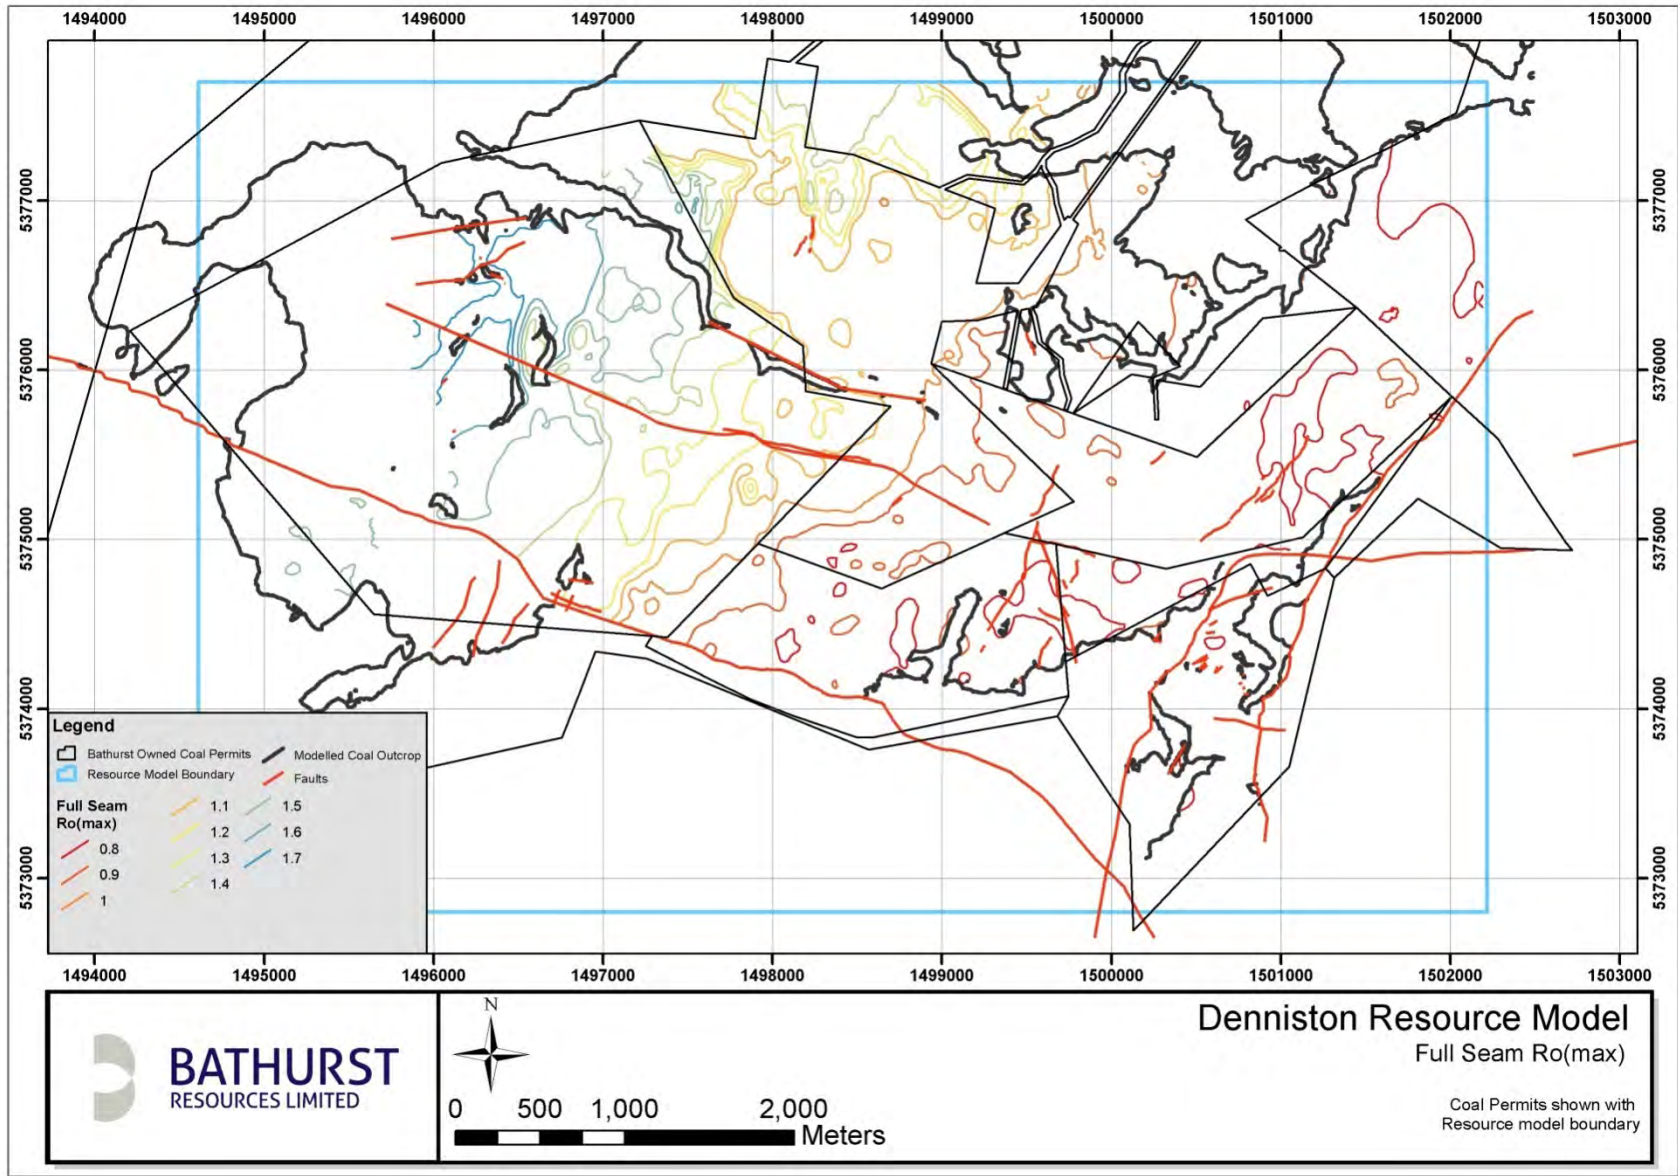 1494000 1495000 1496000 1497000 1498000 1499000 1500000 1501000 1502000 1503000
5377000 5377000
5376000 5376000
5375000 5375000
5374000 5374000
5373000 5373000
Legend
Bathurst Owned Coal Permits Modelled Coal Outcrop
Resource Model Boundary Faults
Full Seam
Ro(max)
0.8
0.9
1
1.1
1.2
1.3
1.4
1.5
1.6
1.7
1494000 1495000 1496000 1497000 1498000 1499000 1500000 1501000 1502000 1503000
BATHURST
RESOURCES LIMITED
N
0 500 1,000 2,000
Meters
Denniston Resource Model
Full Seam Ro(max)
Coal Permits shown with
Resource model boundary